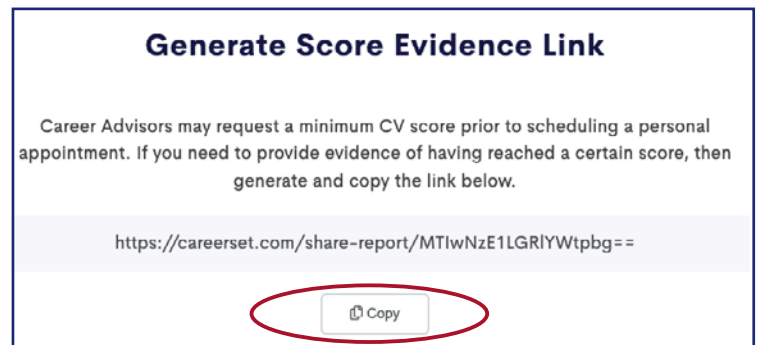 Generate Score Evidence Link
Career Advisors may request a minimum CV score prior to scheduling a personal
appointment. If you need to provide evidence of having reached a certain score, then
generate and copy the link below.
https://careerset.com/share-report/MTIwNzE1LGRlYWtpbg==
Copy